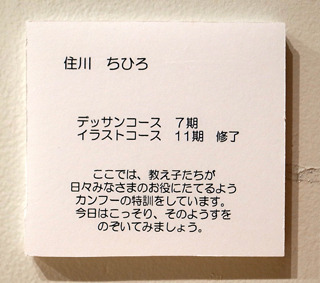 住川　ちひろ
デッサンコース　７期
イラストコース　１１期　修了
ここでは、教え子たちが
日々みなさまのお役にたてるよう
カンフーの特訓をしています。
今日はこっそり、そのようすを
のぞいてみましょう。